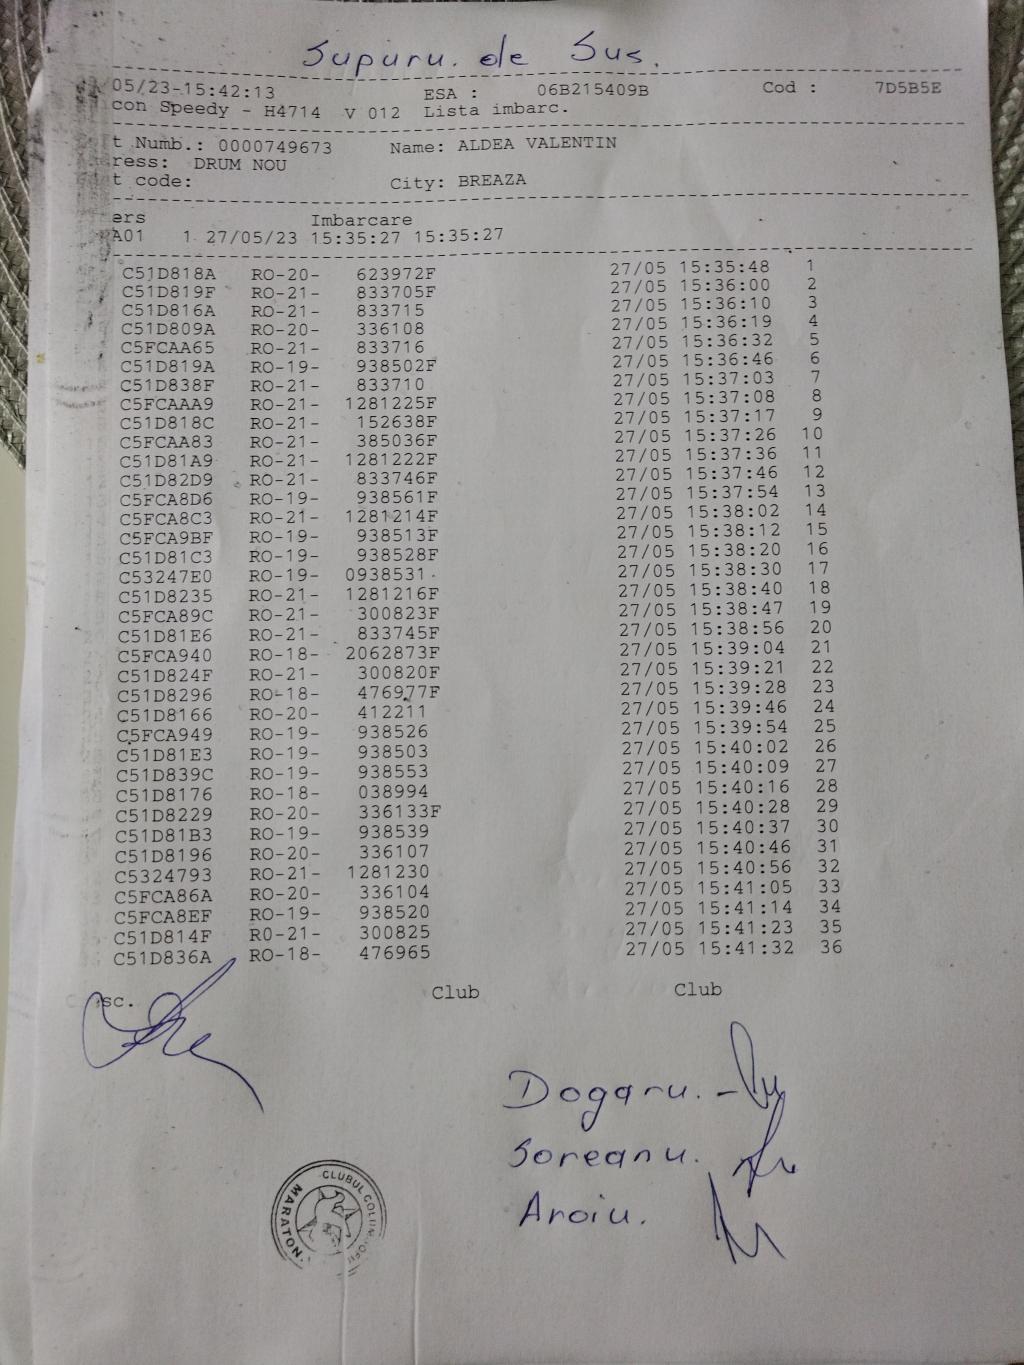 Supuru. de Sus.
05/23-15:42:13 ESA : 06B215409B Cod : 7D5B5E
con Speedy - H4714 V 012 Lista imbarc.
t Numb.: 0000749673 Name: ALDEA VALENTIN
ress: DRUM NOU
t code: City: BREAZA
ers Imbarcare
A01 1 27/05/23 15:35:27 15:35:27
C51D818A RO-20- 623972F 27/05 15:35:48 1
C51D819F RO-21- 833705F 27/05 15:36:00 2
C51D816A RO-21- 833715 27/05 15:36:10 3
C51D809A RO-20- 336108 27/05 15:36:19 4
C5FCAA65 RO-21- 833716 27/05 15:36:32 5
C51D819A RO-19- 938502F 27/05 15:36:46 6
C51D838F RO-21- 833710 27/05 15:37:03 7
C5FCAAA9 RO-21- 1281225F 27/05 15:37:08 8
C51D818C RO-21- 152638F 27/05 15:37:17 9
C5FCAA83 RO-21- 385036F 27/05 15:37:26 10
C51D81A9 RO-21- 1281222F 27/05 15:37:36 11
C51D82D9 RO-21- 833746F 27/05 15:37:46 12
C5FCA8D6 RO-19- 938561F 27/05 15:37:54 13
C5FCA8C3 RO-21- 1281214F 27/05 15:38:02 14
C5FCA9BF RO-19- 938513F 27/05 15:38:12 15
C51D81C3 RO-19- 938528F 27/05 15:38:20 16
C53247E0 RO-19- 0938531 27/05 15:38:30 17
C51D8235 RO-21- 1281216F 27/05 15:38:40 18
C5FCA89C RO-21- 300823F 27/05 15:38:47 19
C51D81E6 RO-21- 833745F 27/05 15:38:56 20
C5FCA940 RO-18- 2062873F 27/05 15:39:04 21
C51D824F RO-21- 300820F 27/05 15:39:21 22
C51D8296 RO-18- 476977F 27/05 15:39:28 23
C51D8166 RO-20- 412211 27/05 15:39:46 24
C5FCA949 RO-19- 938526 27/05 15:39:54 25
C51D81E3 RO-19- 938503 27/05 15:40:02 26
C51D839C RO-19- 938553 27/05 15:40:09 27
C51D8176 RO-18- 038994 27/05 15:40:16 28
C51D8229 RO-20- 336133F 27/05 15:40:28 29
C51D81B3 RO-19- 938539 27/05 15:40:37 30
C51D8196 RO-20- 336107 27/05 15:40:46 31
C5324793 RO-21- 1281230 27/05 15:40:56 32
C5FCA86A RO-20- 336104 27/05 15:41:05 33
C5FCA8EF RO-19- 938520 27/05 15:41:14 34
C51D814F RO-21- 300825 27/05 15:41:23 35
C51D836A RO-18- 476965 27/05 15:41:32 36
sc. Club Club
Dogaru.
Soreanu.
Aroiu.
CLUBUL
MARATON